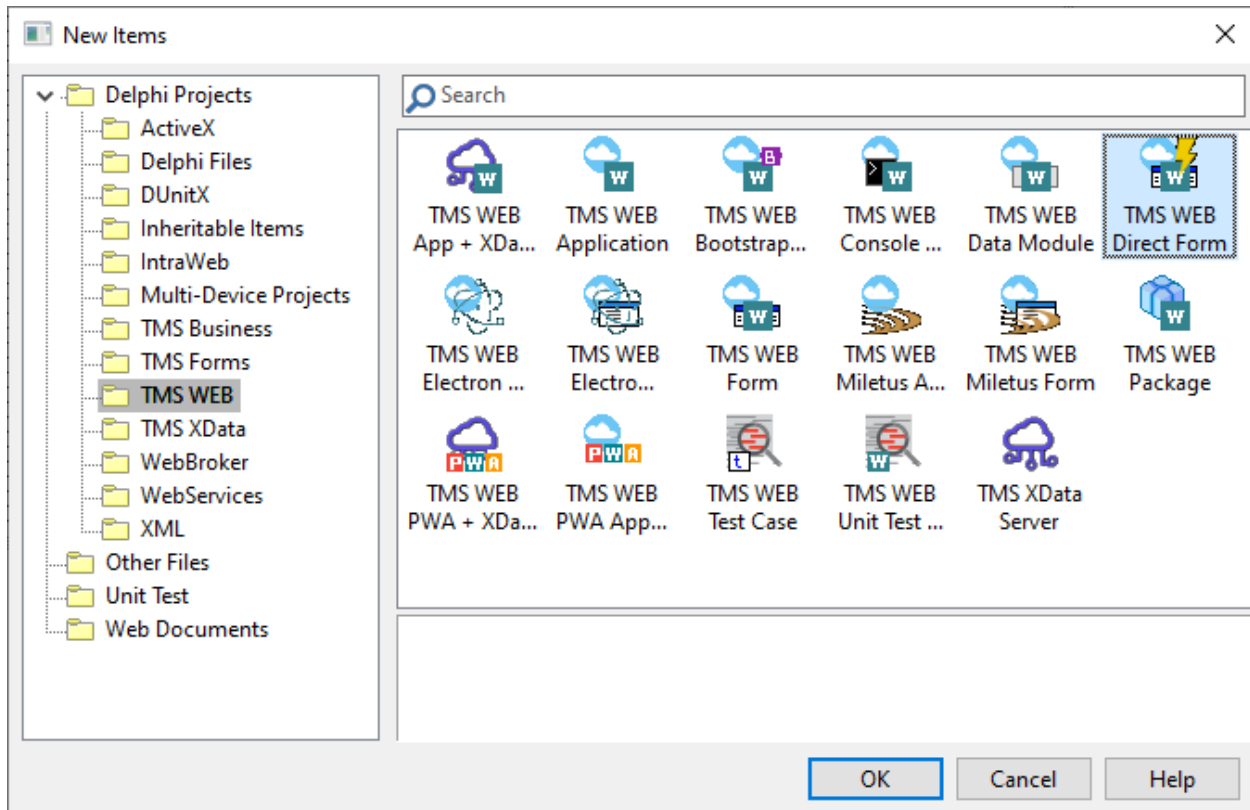 New Items
Delphi Projects
ActiveX
Delphi Files
DUnitX
Inheritable Items
IntraWeb
Multi-Device Projects
TMS Business
TMS Forms
TMS WEB
TMS XData
WebBroker
WebServices
XML
Other Files
Unit Test
Web Documents
Search
TMS WEB
App + XDa...
TMS WEB
Application
TMS WEB
Bootstrap...
TMS WEB
Console ...
TMS WEB
Data Module
TMS WEB
Direct Form
TMS WEB
Electron ...
TMS WEB
Electro...
TMS WEB
Form
TMS WEB
Miletus A...
TMS WEB
Miletus Form
TMS WEB
Package
TMS WEB
PWA + XDa...
TMS WEB
PWA App...
TMS WEB
Test Case
TMS WEB
Unit Test ...
TMS XData
Server
OK
Cancel
Help